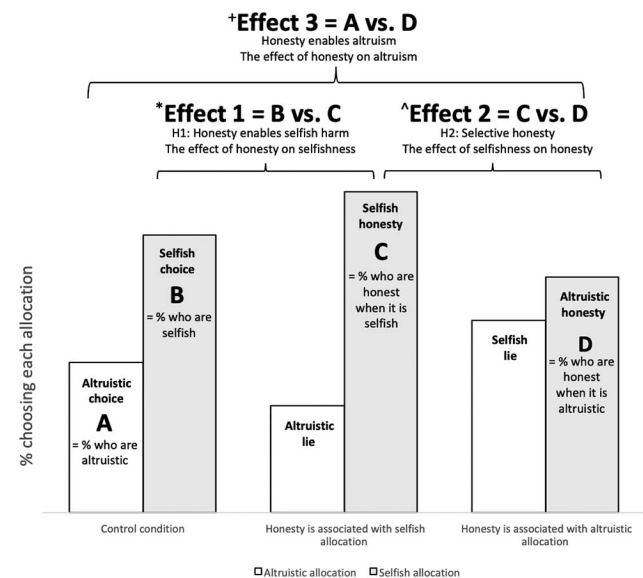 +Effect 3 = A vs. D
Honesty enables altruism
The effect of honesty on altruism
*Effect 1 = B vs. C
H1: Honesty enables selfish harm
The effect of honesty on selfishness
^Effect 2 = C vs. D
H2: Selective honesty
The effect of selfishness on honesty
% choosing each allocation
Altruistic
choice
A
= % who are
altruistic
Selfish
choice
B
= % who are
selfish
Altruistic
lie
Selfish
honesty
C
= % who are
honest
when it is
selfish
Selfish
lie
Altruistic
honesty
D
= % who are
honest
when it is
altruistic
Control condition
Honesty is associated with selfish
allocation
Honesty is associated with altruistic
allocation
Altruistic allocation Selfish allocation